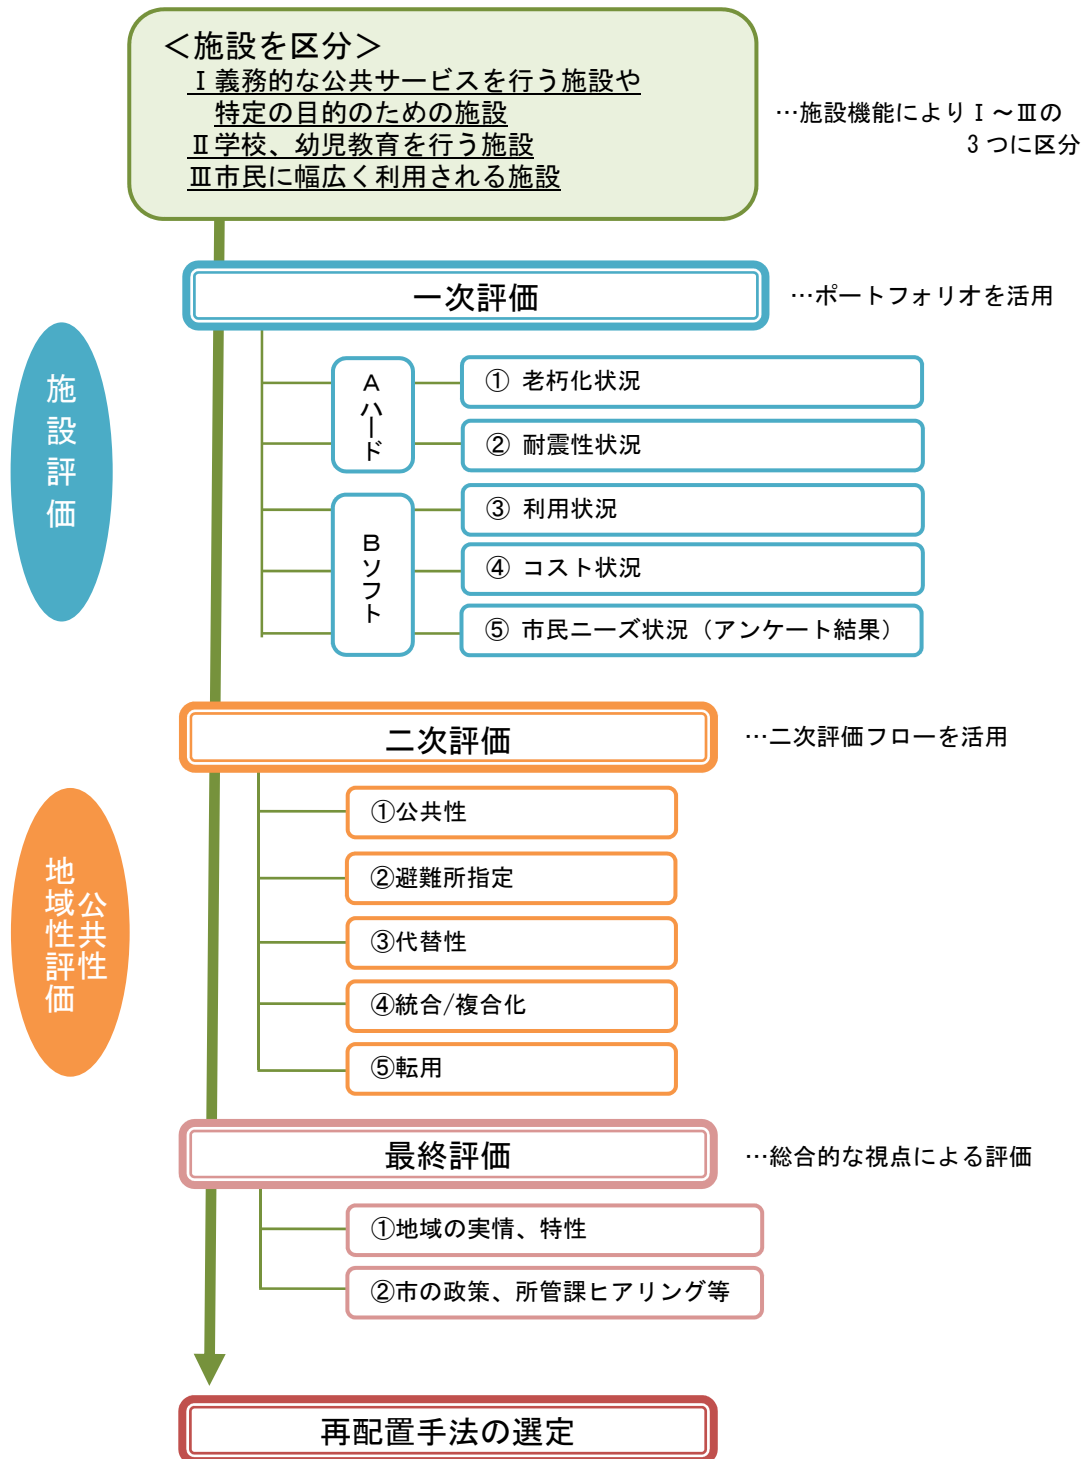 ＜施設を区分＞
Ⅰ義務的な公共サービスを行う施設や
特定の目的のための施設
Ⅱ学校、幼児教育を行う施設
Ⅲ市民に幅広く利用される施設
…施設機能によりⅠ～Ⅲの
3つに区分
一次評価
…ポートフォリオを活用
施設評価
Aハード
① 老朽化状況
② 耐震性状況
Bソフト
③ 利用状況
④ コスト状況
⑤ 市民ニーズ状況（アンケート結果）
二次評価
…二次評価フローを活用
公共性
地域性評価
①公共性
②避難所指定
③代替性
④統合/複合化
⑤転用
最終評価
…総合的な視点による評価
①地域の実情、特性
②市の政策、所管課ヒアリング等
再配置手法の選定